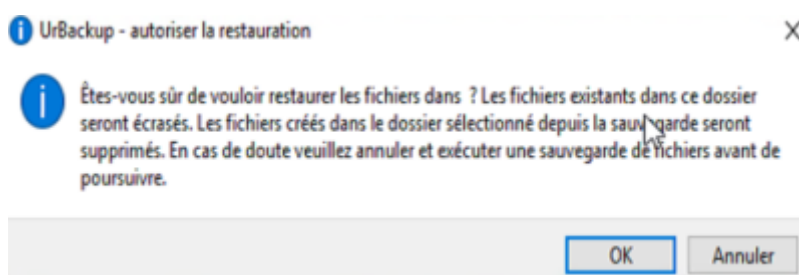 UrBackup - autoriser la restauration
Êtes-vous sûr de vouloir restaurer les fichiers dans ? Les fichiers existants dans ce dossier
seront écrasés. Les fichiers créés dans le dossier sélectionné depuis la sauvegarde seront
supprimés. En cas de doute veuillez annuler et exécuter une sauvegarde de fichiers avant de
poursuivre.
OK
Annuler